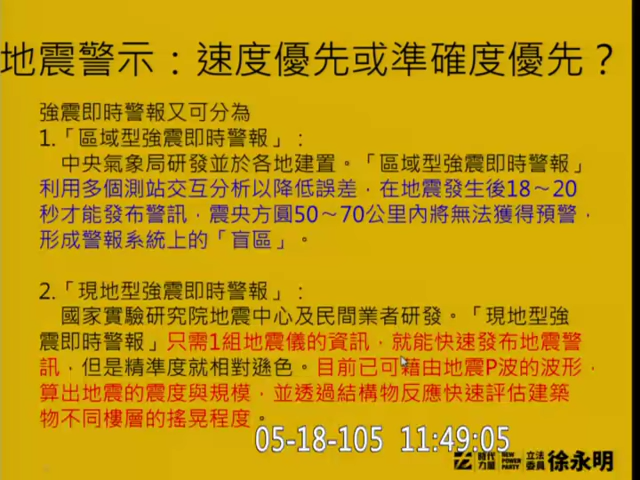 地震警示：速度優先或準確度優先？
強震即時警報又可分為
1.「區域型強震即時警報」：
中央氣象局研發並於各地建置。「區域型強震即時警報」
利用多個測站交互分析以降低誤差，在地震發生後18～20
秒才能發布警訊，震央方圓50～70公里內將無法獲得預警，
形成警報系統上的「盲區」。
2.「現地型強震即時警報」：
國家實驗研究院地震中心及民間業者研發。「現地型強
震即時警報」只需1組地震儀的資訊，就能快速發布地震警
訊，但是精準度就相對遜色。目前已可藉由地震P波的波形，
算出地震的震度與規模，並透過結構物反應快速評估建築
物不同樓層的搖晃程度。
05-18-105 11:49:05
時代力量 NEW POWER PARTY 立法委員 徐永明